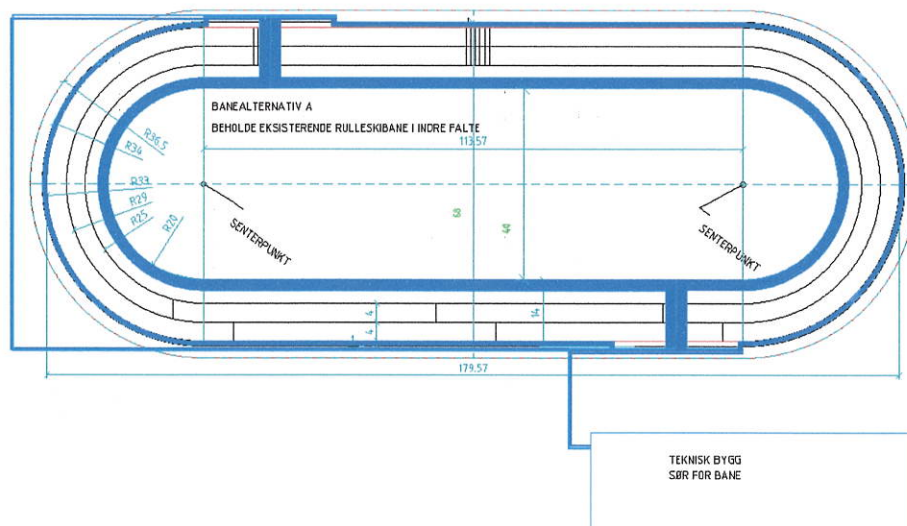 BANEALTERNATIV A
BEHOLDE EKSISTERENDE RULLESKIBANE I INDRE FALTE
113.57
R36.5
R34
R33
R29
R25
R20
SENTERPUNKT
68
40
SENTERPUNKT
4
4
14
179.57
TEKNISK BYGG
SØR FOR BANE